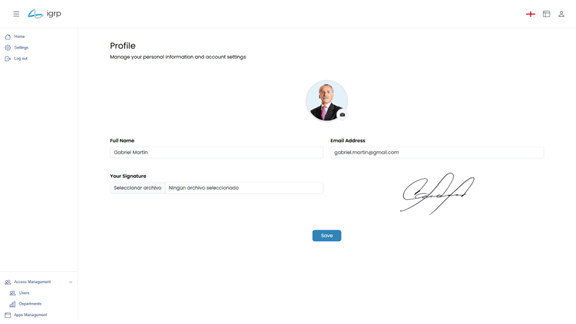 igrp
Home
Settings
Log out
Profile
Manage your personal information and account settings
Full Name
Email Address
Gabriel Martin
gabriel.martin@gmail.com
Your Signature
Seleccionar archivo
Ningún archivo seleccionado
Save
Access Management
Users
Departments
Apps Management